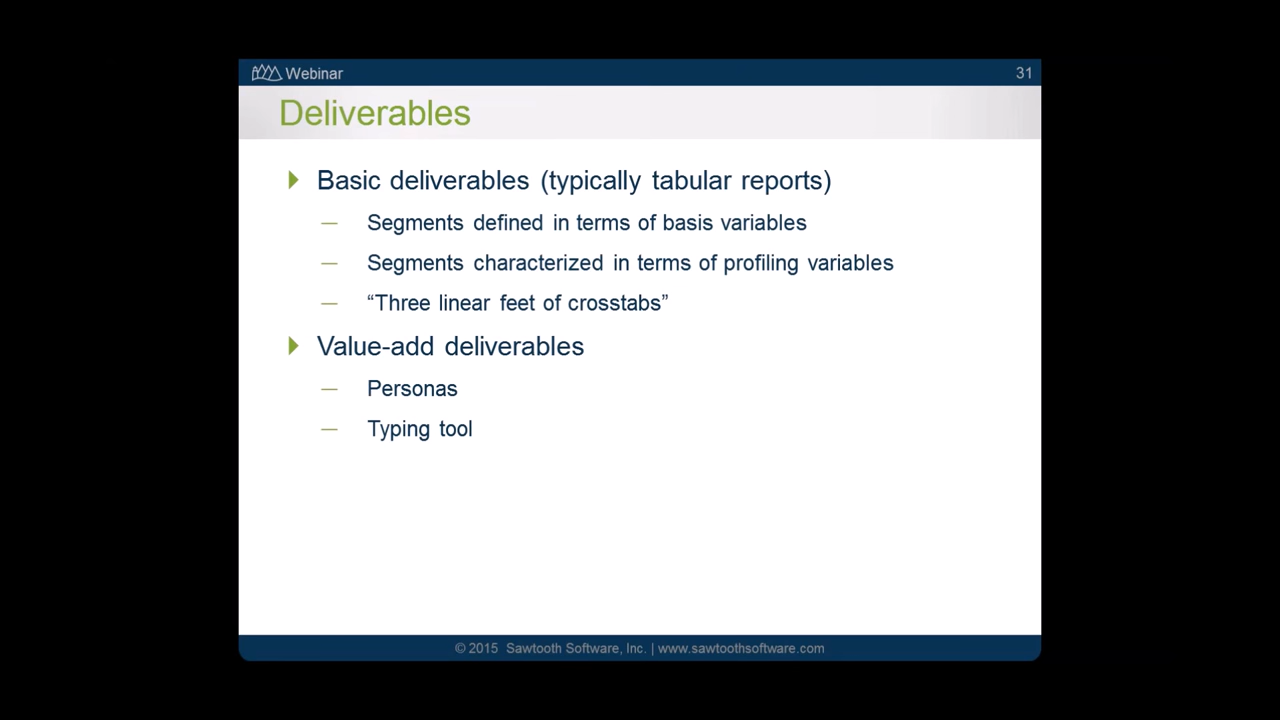 Webinar
31
Deliverables
Basic deliverables (typically tabular reports)
— Segments defined in terms of basis variables
— Segments characterized in terms of profiling variables
— “Three linear feet of crosstabs”
Value-add deliverables
— Personas
— Typing tool
© 2015 Sawtooth Software, Inc. | www.sawtoothsoftware.com